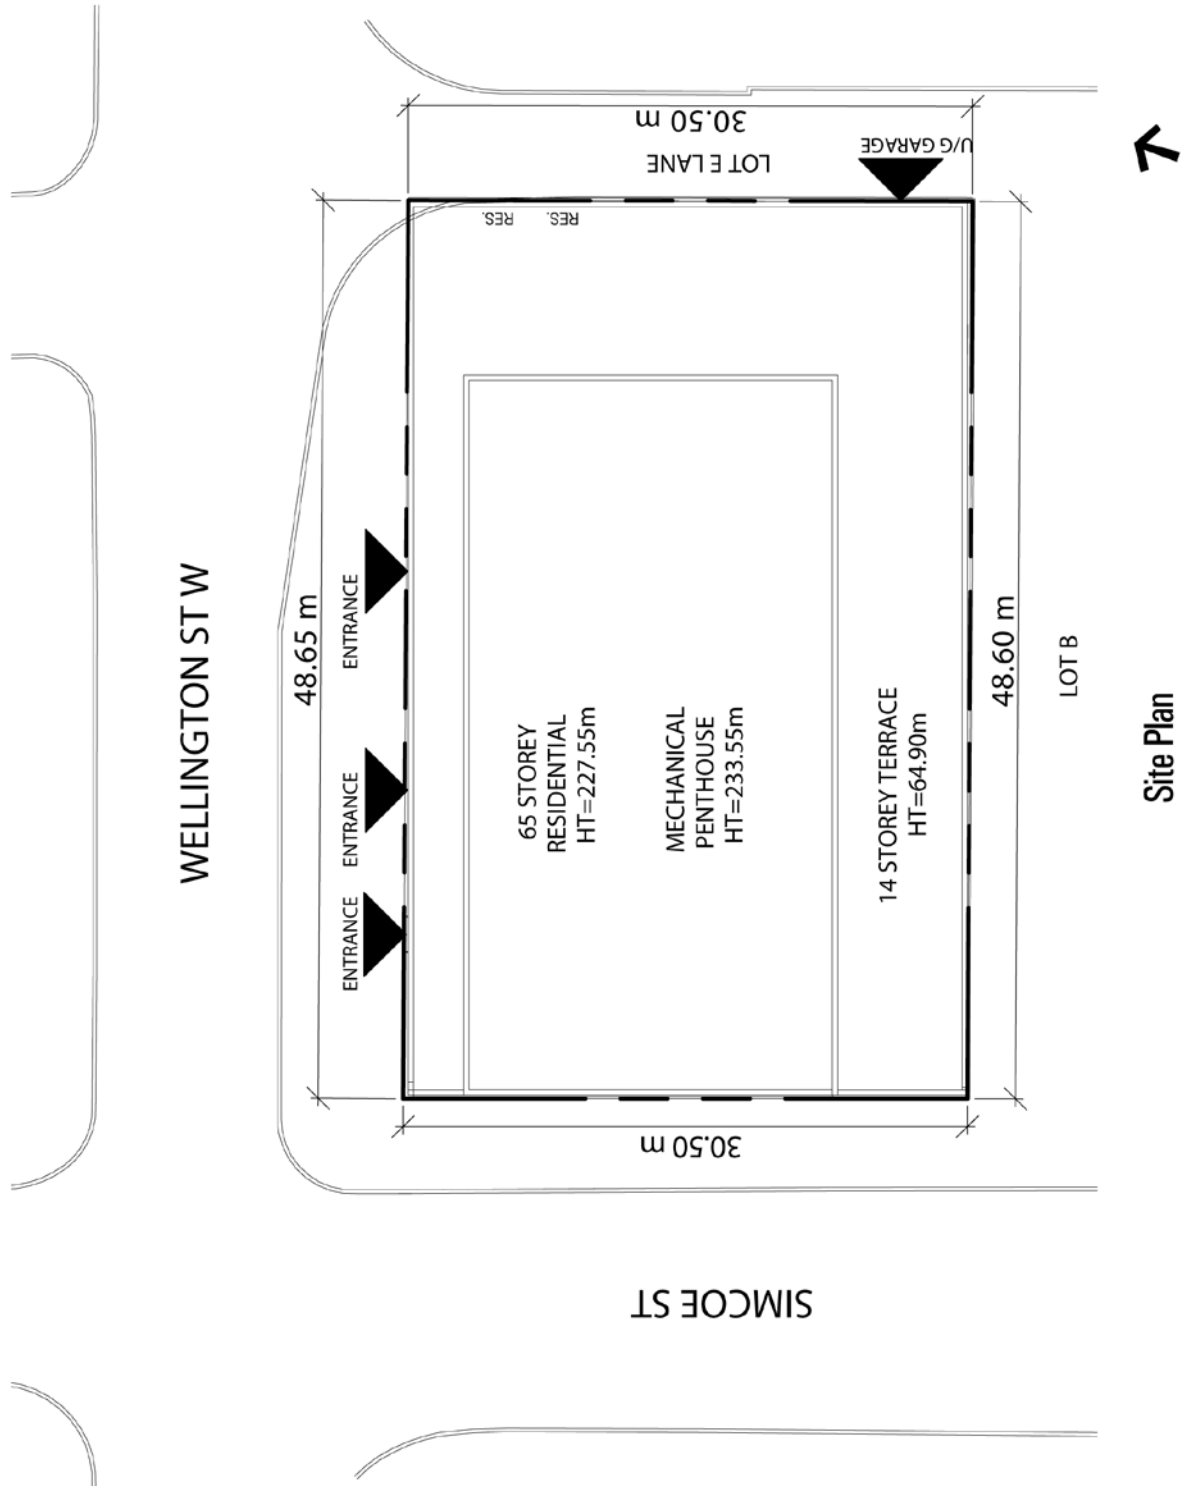 WELLINGTON ST W
48.65 m
ENTRANCE
ENTRANCE
ENTRANCE
30.50 m
LOT E LANE
U/G GARAGE
RES.
RES.
65 STOREY
RESIDENTIAL
HT=227.55m
MECHANICAL
PENTHOUSE
HT=233.55m
14 STOREY TERRACE
HT=64.90m
48.60 m
LOT B
30.50 m
SIMCOE ST
Site Plan